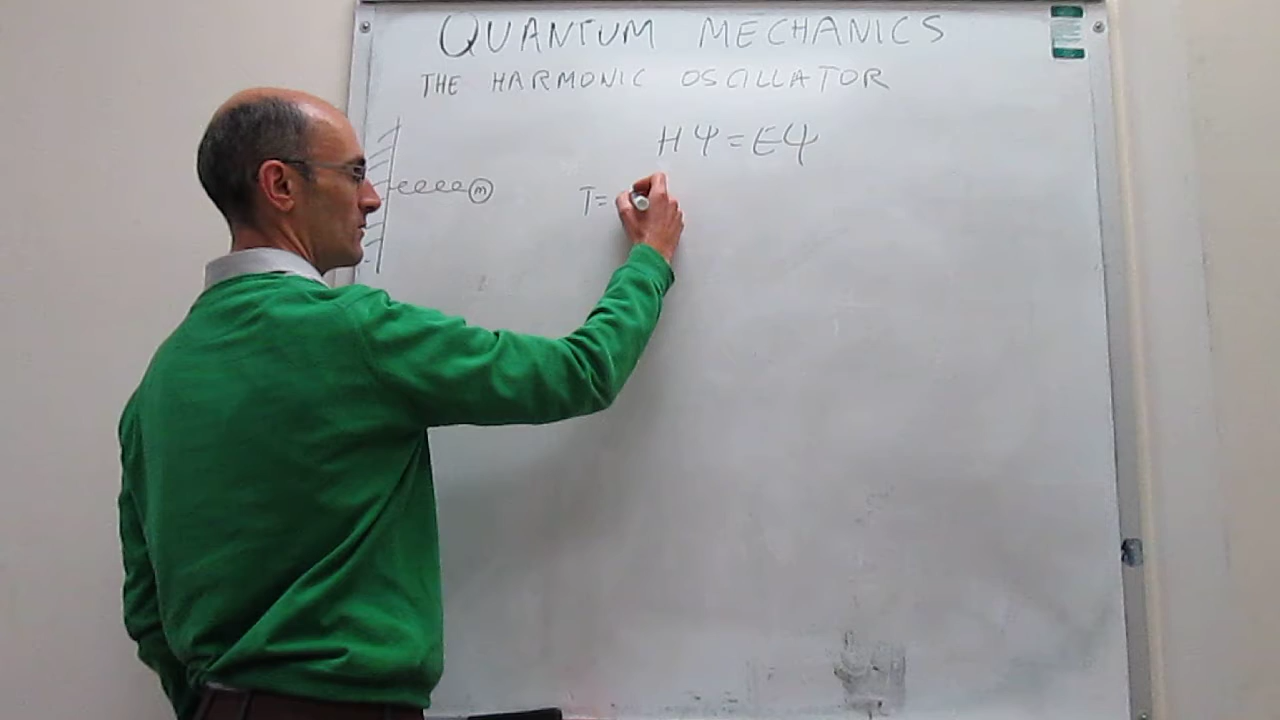 QUANTUM MECHANICS
THE HARMONIC OSCILLATOR
HΨ=EΨ
m
T=